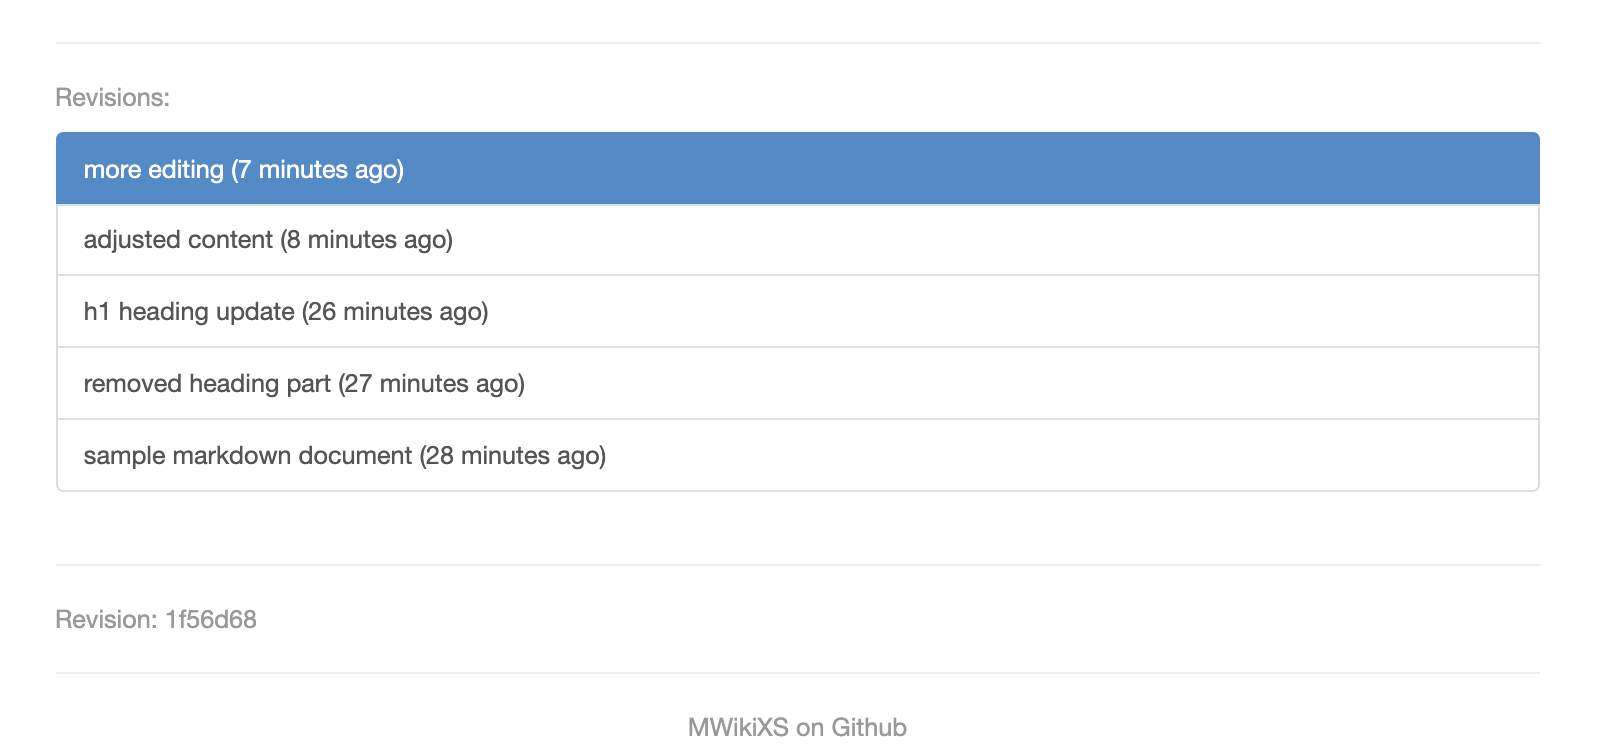 Revisions:
more editing (7 minutes ago)
adjusted content (8 minutes ago)
h1 heading update (26 minutes ago)
removed heading part (27 minutes ago)
sample markdown document (28 minutes ago)
Revision: 1f56d68
MWikiXS on Github